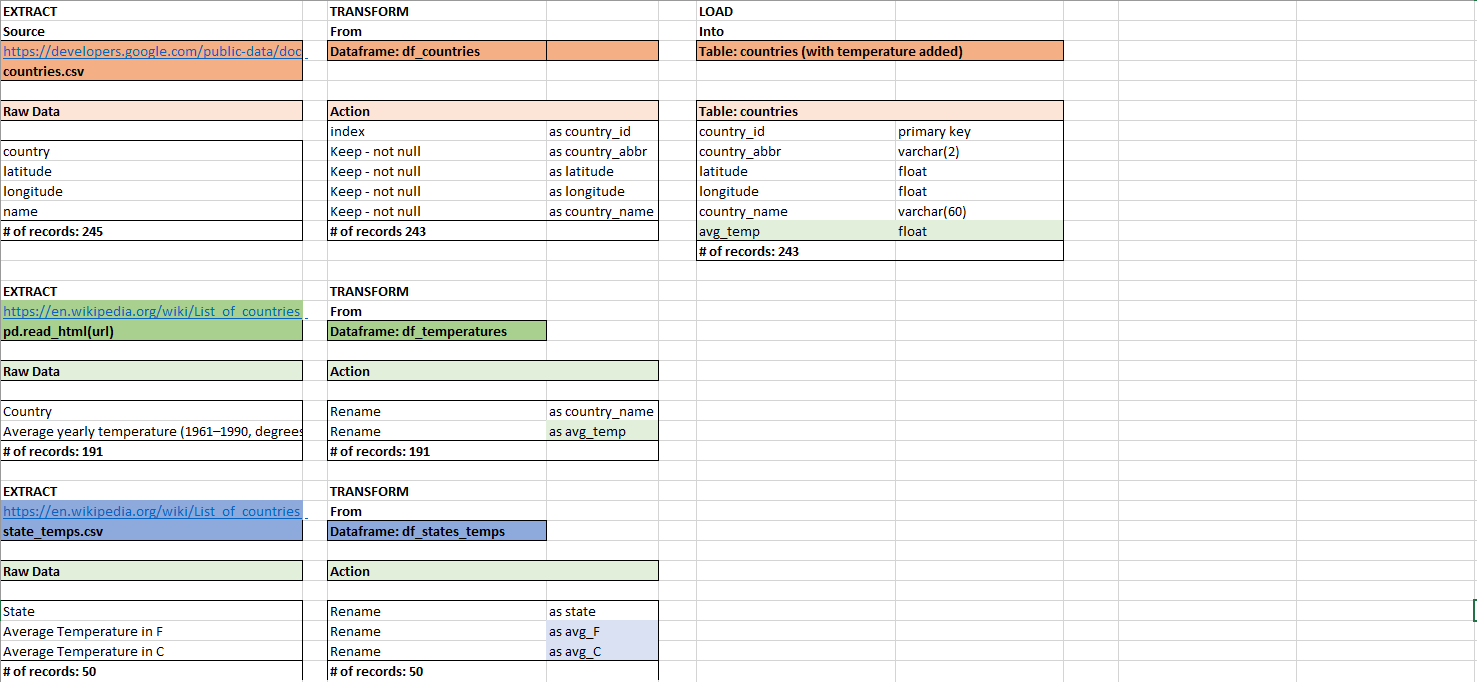 EXTRACT TRANSFORM LOAD
Source From Into
https://developers.google.com/public-data/doc Dataframe: df_countries Table: countries (with temperature added)
countries.csv
Raw Data Action Table: countries
index as country_id country_id primary key
country Keep - not null as country_abbr country_abbr varchar(2)
latitude Keep - not null as latitude latitude float
longitude Keep - not null as longitude longitude float
name Keep - not null as country_name country_name varchar(60)
# of records: 245 # of records 243 avg_temp float
# of records: 243
EXTRACT TRANSFORM
https://en.wikipedia.org/wiki/List_of_countries_ From
pd.read_html(url) Dataframe: df_temperatures
Raw Data Action
Country Rename as country_name
Average yearly temperature (1961–1990, degrees Rename as avg_temp
# of records: 191 # of records: 191
EXTRACT TRANSFORM
https://en.wikipedia.org/wiki/List_of_countries_ From
state_temps.csv Dataframe: df_states_temps
Raw Data Action
State Rename as state
Average Temperature in F Rename as avg_F
Average Temperature in C Rename as avg_C
# of records: 50 # of records: 50